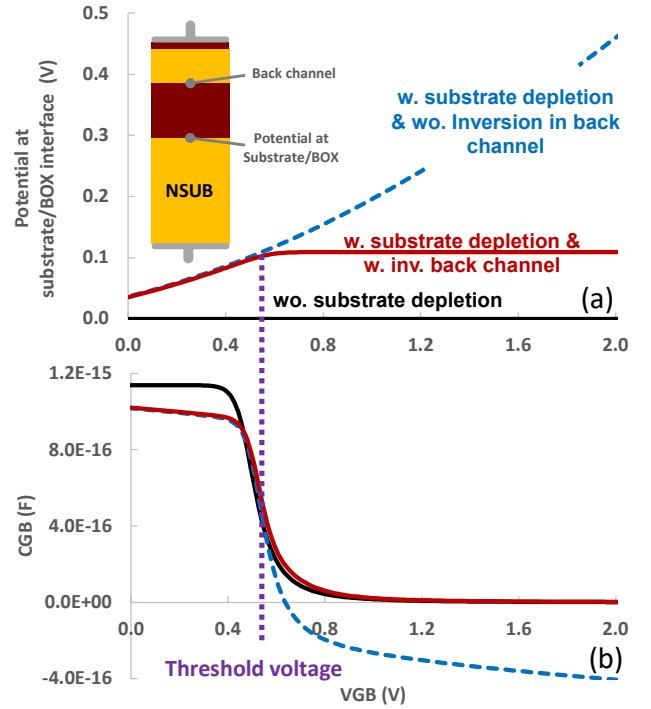 Potential at
substrate/BOX interface (V)
0.5
0.4
0.3
0.2
0.1
0.0
Back channel
Potential at
Substrate/BOX
NSUB
w. substrate depletion
& wo. Inversion in back
channel
w. substrate depletion &
w. inv. back channel
wo. substrate depletion
(a)
0.0 0.4 0.8 1.2 1.6 2.0
CGB (F)
1.2E-15
8.0E-16
4.0E-16
0.0E+00
-4.0E-16
0.0 0.4 0.8 1.2 1.6 2.0
Threshold voltage
(b)
VGB (V)